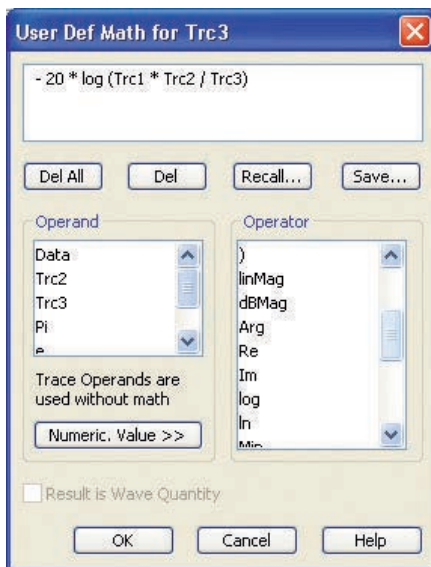 User Def Math for Trc3
- 20 * log (Trc1 * Trc2 / Trc3)
Del All
Del
Recall...
Save...
Operand
Data
Trc2
Trc3
Pi
e
Trace Operands are
used without math
Numeric. Value >>
Operator
)
linMag
dBMag
Arg
Re
Im
log
ln
Min
Result is Wave Quantity
OK
Cancel
Help